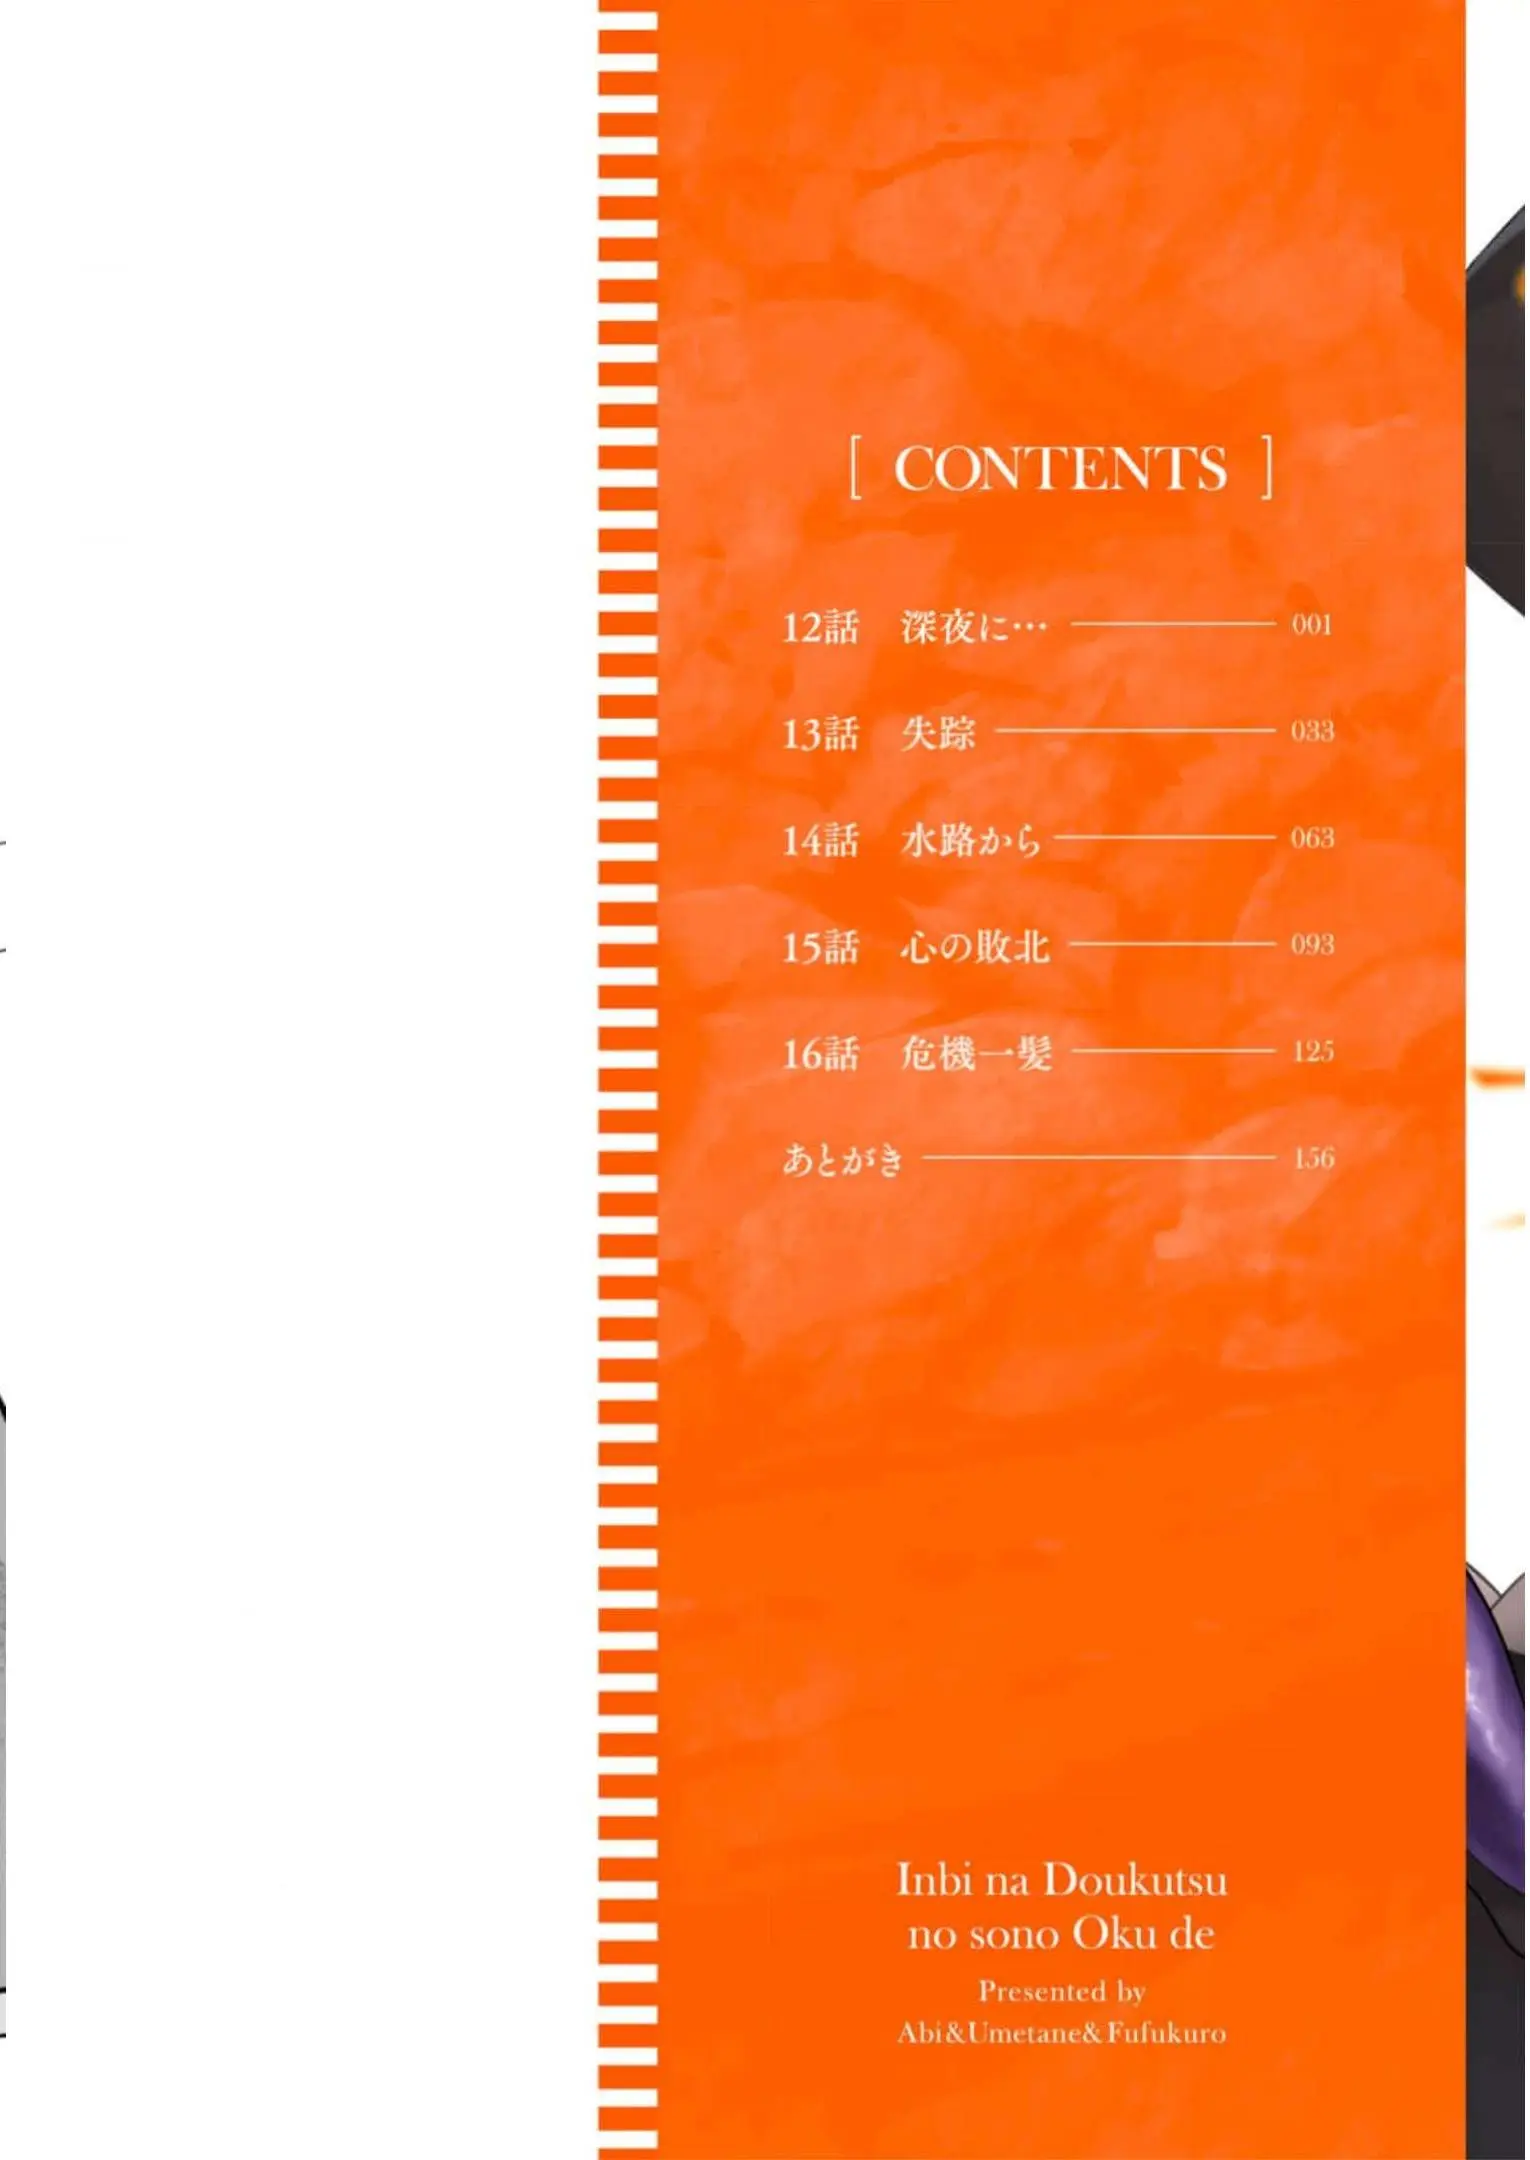 [ CONTENTS ]
12話 深夜に… 001
13話 失踪 033
14話 水路から 063
15話 心の敗北 093
16話 危機一髪 125
あとがき 156
Inbi na Doukutsu
no sono Oku de
Presented by
Abi&Umetane&Fufukuro